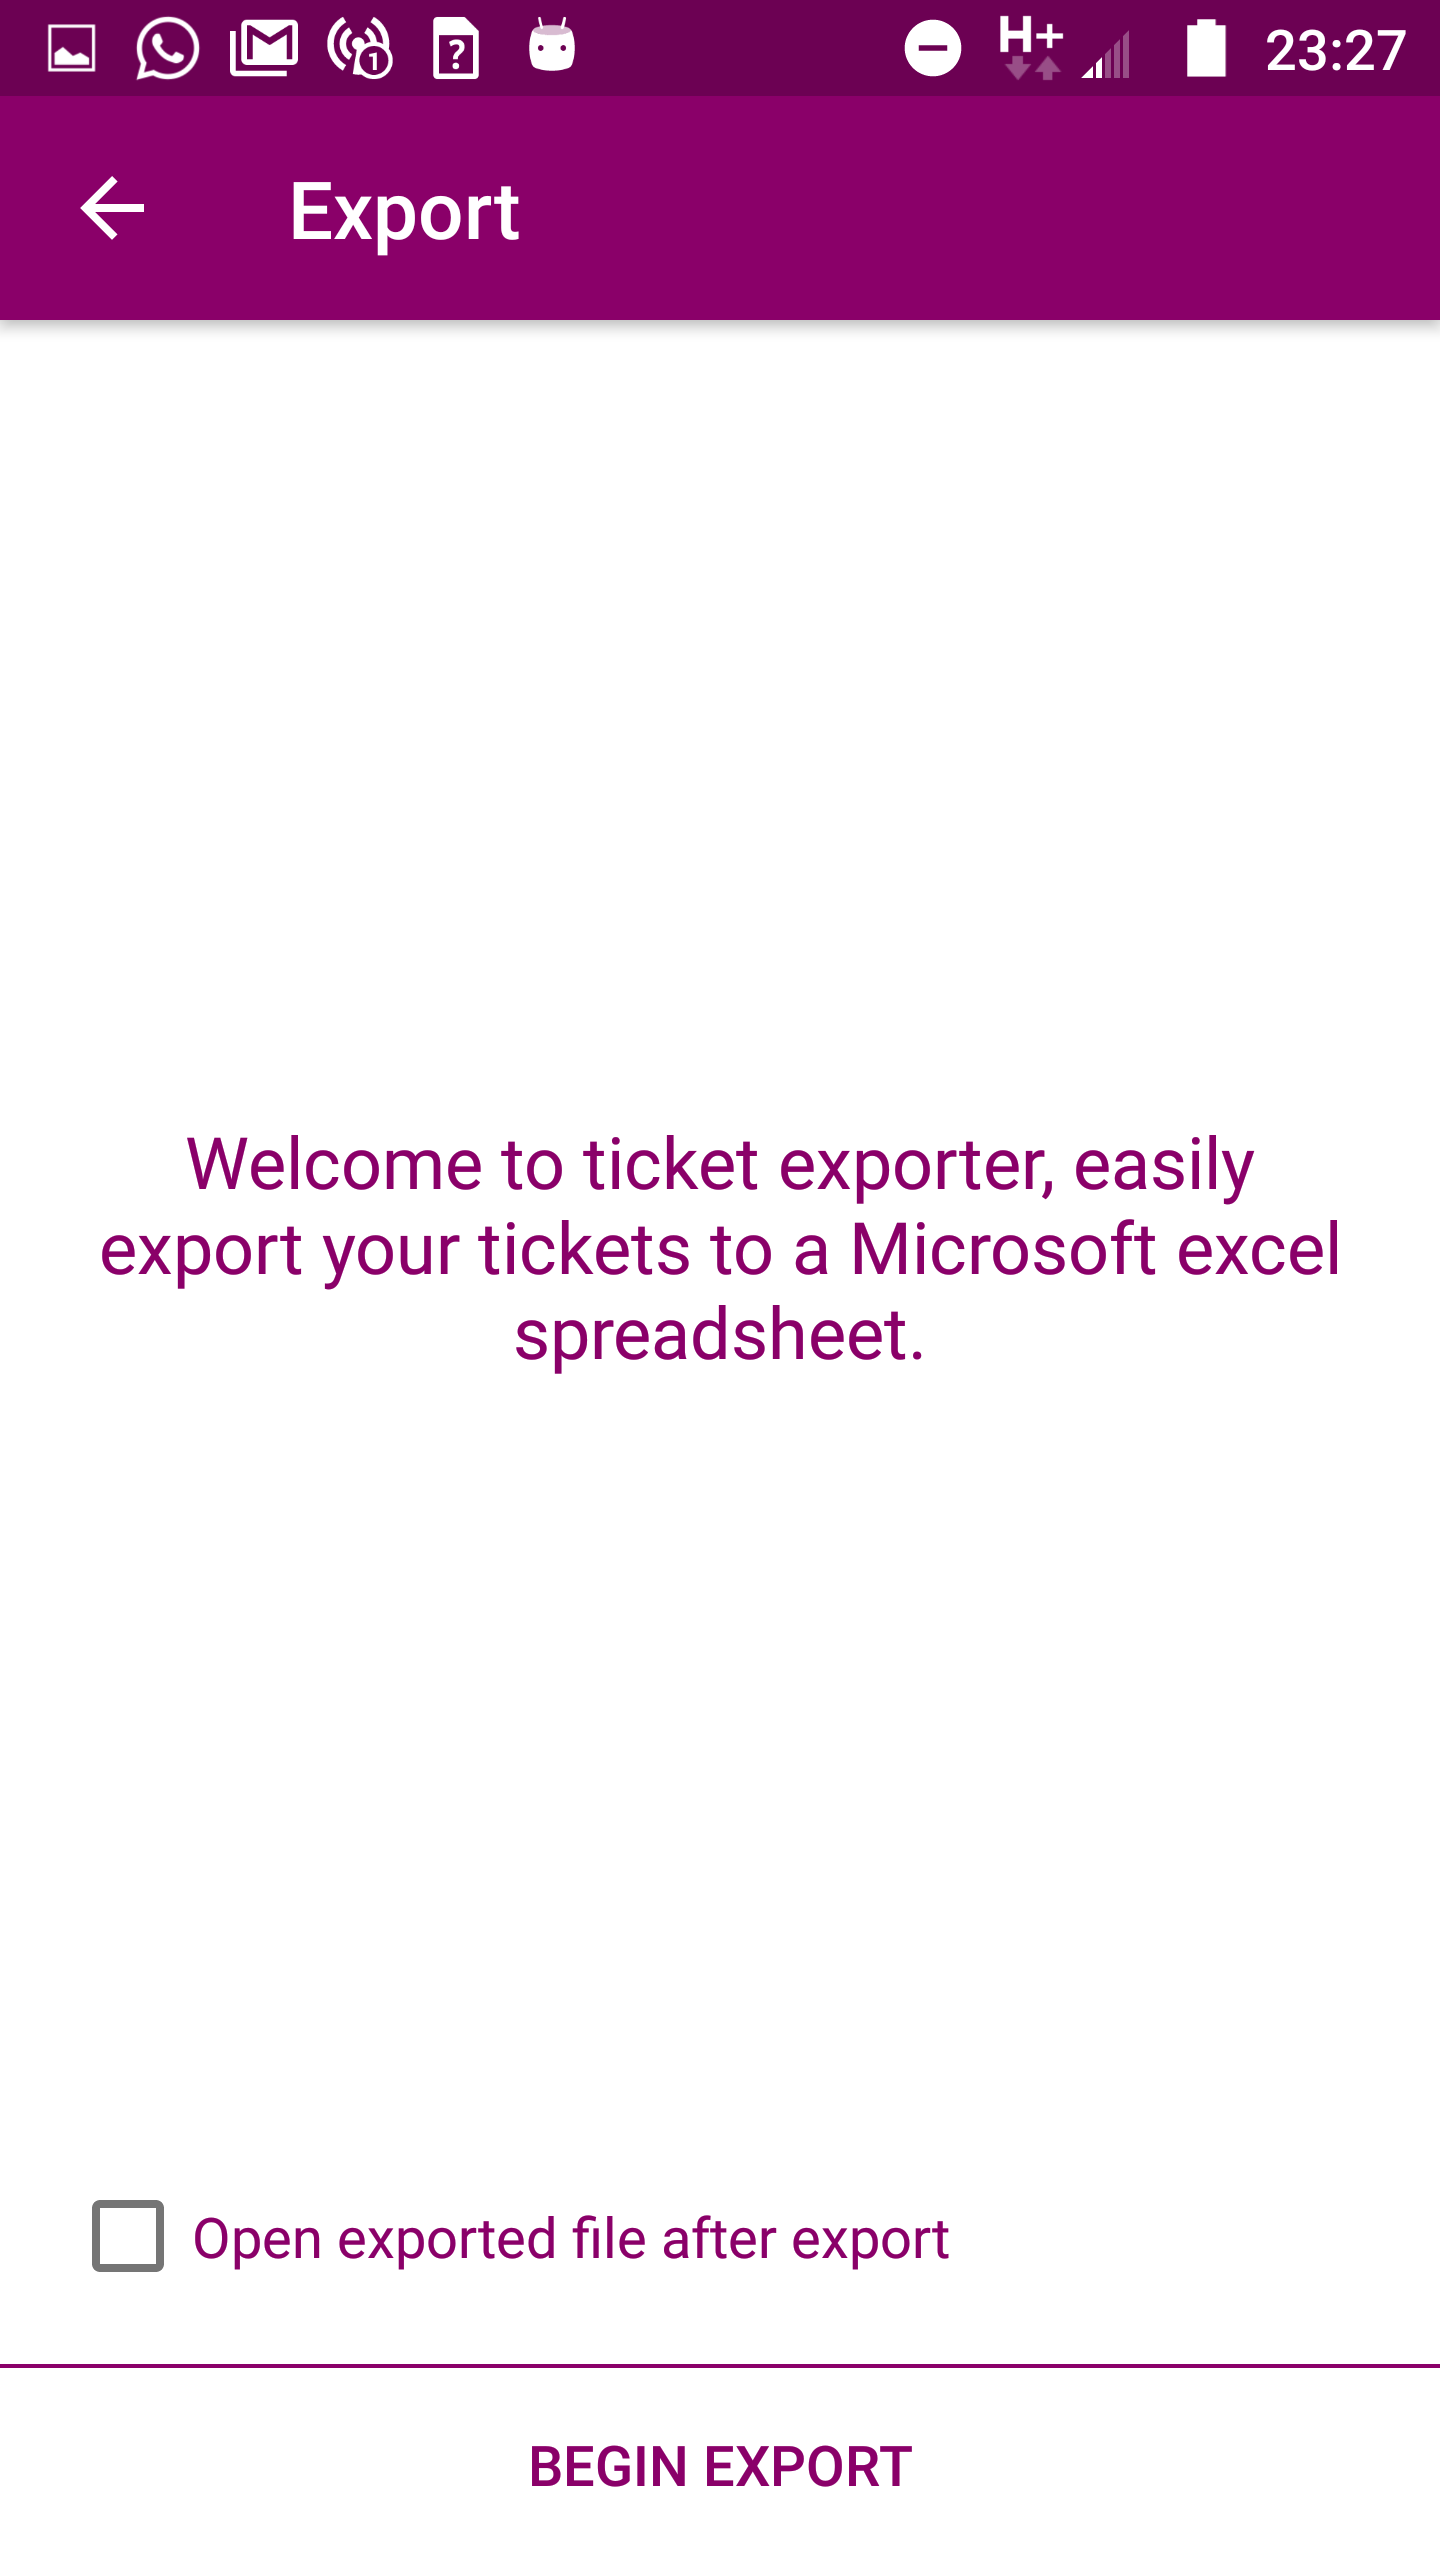 H+ 23:27
Export
Welcome to ticket exporter, easily
export your tickets to a Microsoft excel
spreadsheet.
Open exported file after export
BEGIN EXPORT